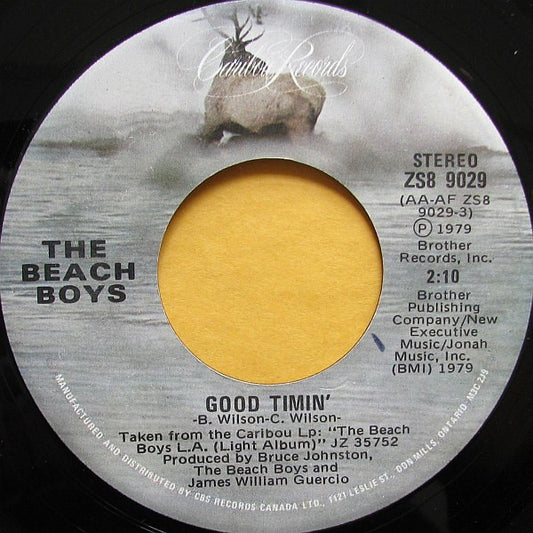 Caribou Records
STEREO
ZS8 9029
(AA-AF ZS8
9029-3)
Ⓟ 1979
Brother
Records, Inc.
2:10
Brother
Publishing
Company/New
Executive
Music/Jonah
Music, Inc.
(BMI) 1979
THE
BEACH
BOYS
GOOD TIMIN'
-B. Wilson-C. Wilson-
Taken from the Caribou Lp: "The Beach
Boys L.A. (Light Album)" JZ 35752
Produced by Bruce Johnston,
The Beach Boys and
James William Guercio
MANUFACTURED AND DISTRIBUTED BY CBS RECORDS CANADA LTD., 1121 LESLIE ST., DON MILLS, ONTARIO. M3C 2J9